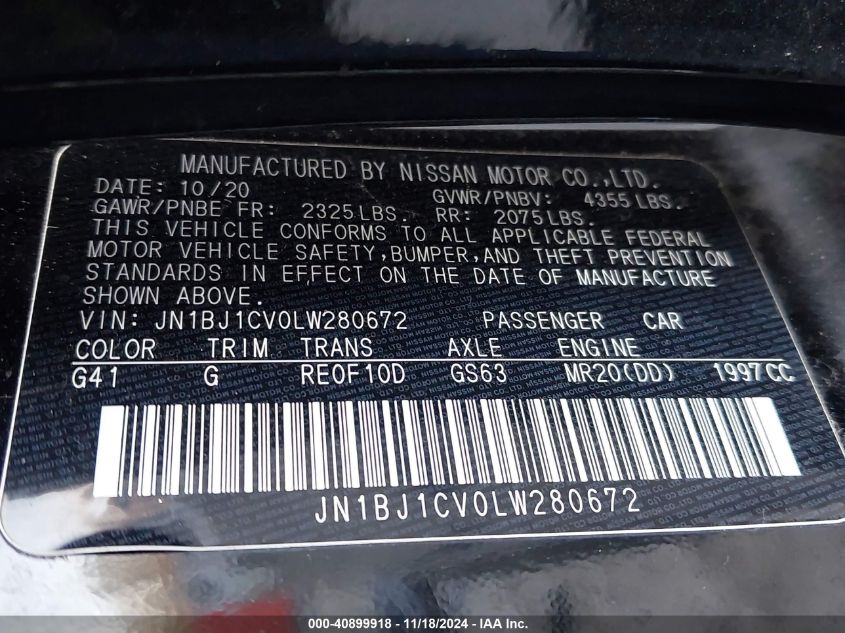 MANUFACTURED BY NISSAN MOTOR CO.,LTD.
DATE: 10/20 GVWR/PNBV: 4355 LBS.
GAWR/PNBE FR: 2325 LBS. RR: 2075 LBS.
THIS VEHICLE CONFORMS TO ALL APPLICABLE FEDERAL
MOTOR VEHICLE SAFETY, BUMPER, AND THEFT PREVENTION
STANDARDS IN EFFECT ON THE DATE OF MANUFACTURE
SHOWN ABOVE.
VIN: JN1BJ1CV0LW280672 PASSENGER CAR
COLOR TRIM TRANS AXLE ENGINE
G41 G RE0F10D GS63 MR20(DD) 1997CC
JN1BJ1CV0LW280672
000-40899918 - 11/18/2024 - IAA Inc.